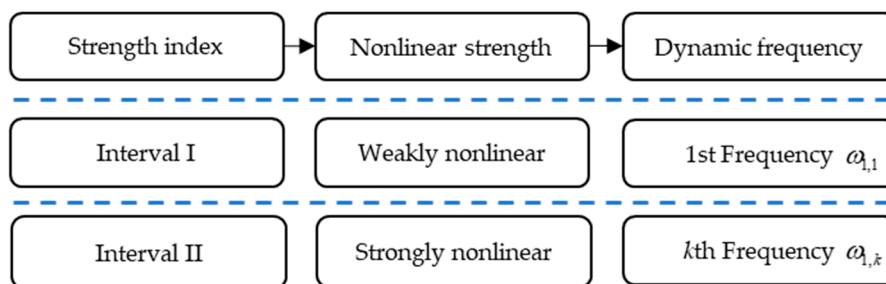 Strength index
Nonlinear strength
Dynamic frequency
Interval I
Weakly nonlinear
1st Frequency ω1,1
Interval II
Strongly nonlinear
kth Frequency ω1,k